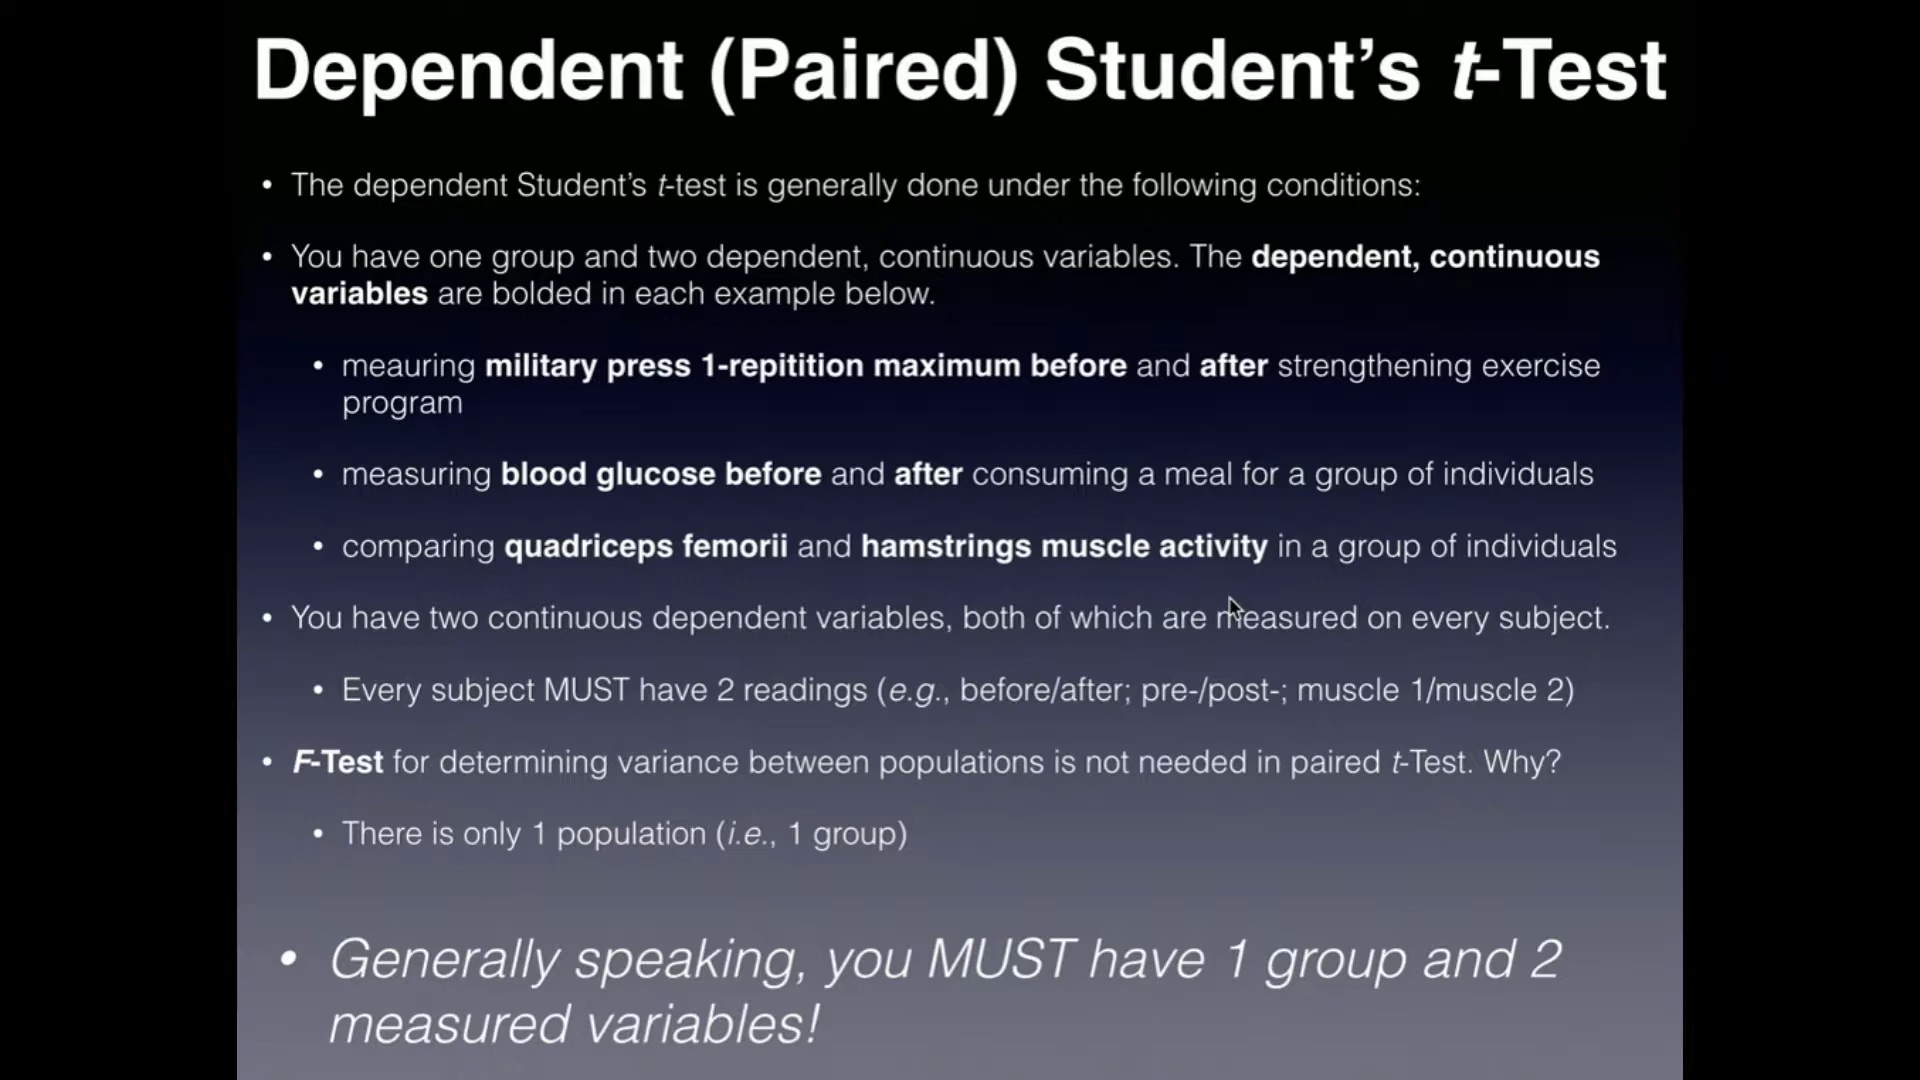 Dependent (Paired) Student’s t-Test
• The dependent Student’s t-test is generally done under the following conditions:
• You have one group and two dependent, continuous variables. The dependent, continuous
variables are bolded in each example below.
• meauring military press 1-repitition maximum before and after strengthening exercise
program
• measuring blood glucose before and after consuming a meal for a group of individuals
• comparing quadriceps femorii and hamstrings muscle activity in a group of individuals
• You have two continuous dependent variables, both of which are measured on every subject.
• Every subject MUST have 2 readings (e.g., before/after; pre-/post-; muscle 1/muscle 2)
• F-Test for determining variance between populations is not needed in paired t-Test. Why?
• There is only 1 population (i.e., 1 group)
• Generally speaking, you MUST have 1 group and 2
measured variables!